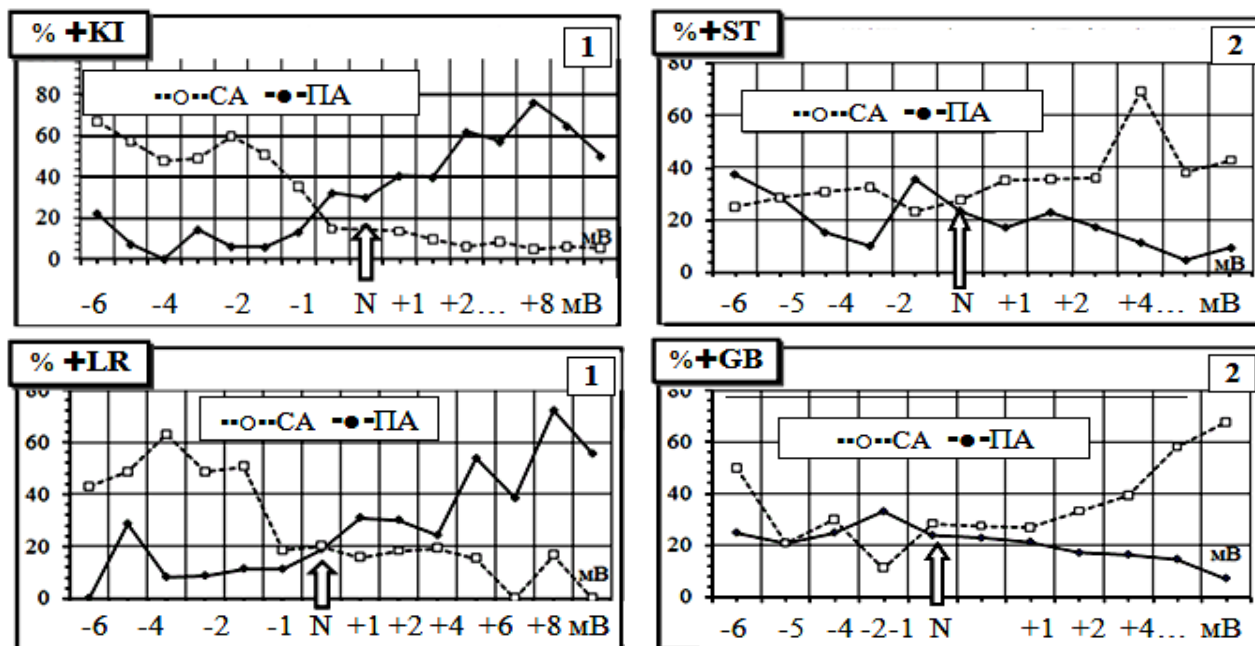 % +KI
1
80
60
40
20
0
··○··СА -●-ПА
мВ
-6 -4 -2 -1 N +1 +2… +8 мВ
%+ST
2
80
60
40
20
0
··○··СА -●-ПА
мВ
-6 -5 -4 -2 N +1 +2 +4… мВ
% +LR
1
80
60
40
20
0
··○··СА -●-ПА
мВ
-6 -4 -2 -1 N +1 +2 +4 +6 +8 мВ
%+GB
2
80
60
40
20
0
··○··СА -●-ПА
мВ
-6 -5 -4 -2-1 N +1 +2 +4… мВ